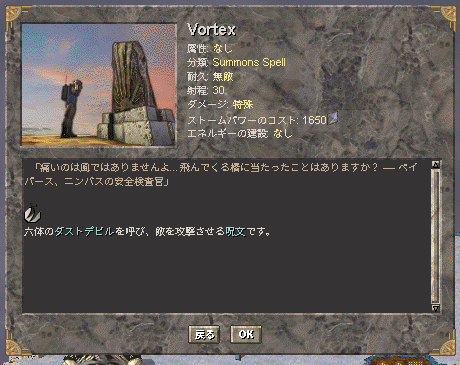 Vortex
属性: なし
分類: Summons Spell
耐久: 無敵
射程: 30
ダメージ: 特殊
ストームパワーのコスト: 1650
エネルギーの建設: なし
「痛いのは風ではありませんよ... 飛んでくる橋に当たったことはありますか？ — ペイ
パース、ニンバスの安全検査官」
六体のダストデビルを呼び、敵を攻撃させる呪文です。
戻る OK